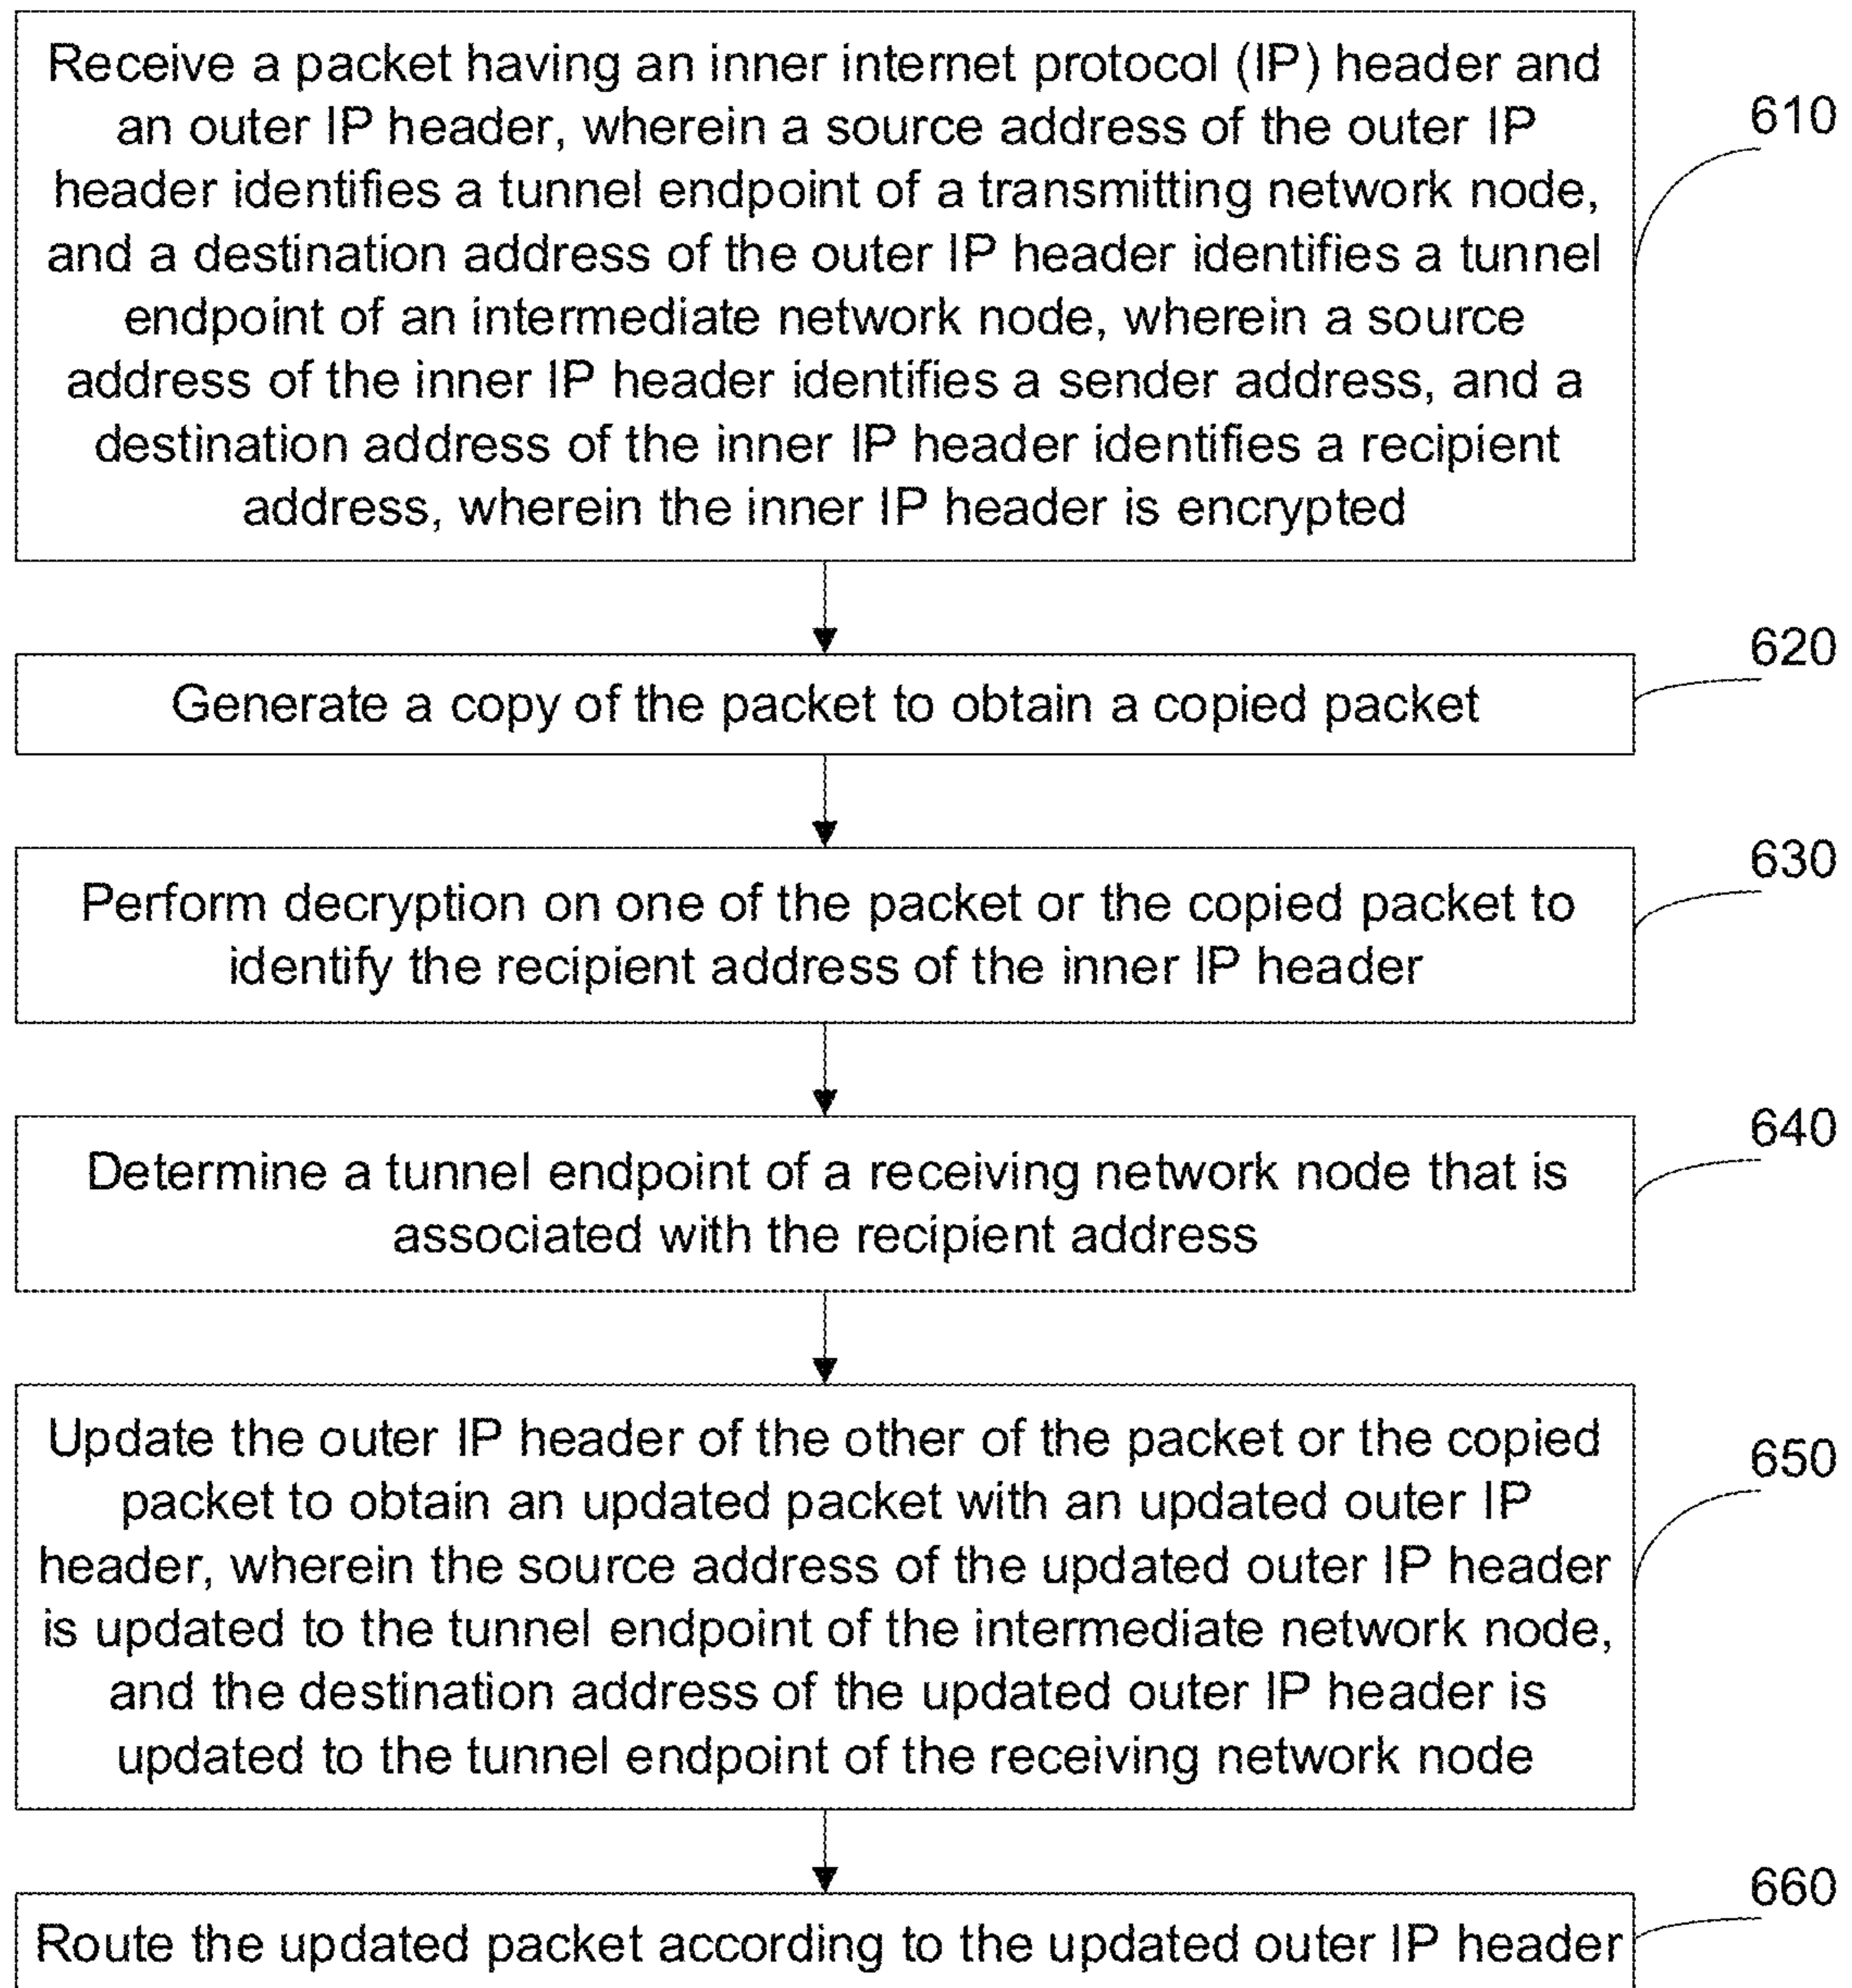 Receive a packet having an inner internet protocol (IP) header and
an outer IP header, wherein a source address of the outer IP
header identifies a tunnel endpoint of a transmitting network node,
and a destination address of the outer IP header identifies a tunnel
endpoint of an intermediate network node, wherein a source
address of the inner IP header identifies a sender address, and a
destination address of the inner IP header identifies a recipient
address, wherein the inner IP header is encrypted
610
Generate a copy of the packet to obtain a copied packet
620
Perform decryption on one of the packet or the copied packet to
identify the recipient address of the inner IP header
630
Determine a tunnel endpoint of a receiving network node that is
associated with the recipient address
640
Update the outer IP header of the other of the packet or the copied
packet to obtain an updated packet with an updated outer IP
header, wherein the source address of the updated outer IP header
is updated to the tunnel endpoint of the intermediate network node,
and the destination address of the updated outer IP header is
updated to the tunnel endpoint of the receiving network node
650
Route the updated packet according to the updated outer IP header
660